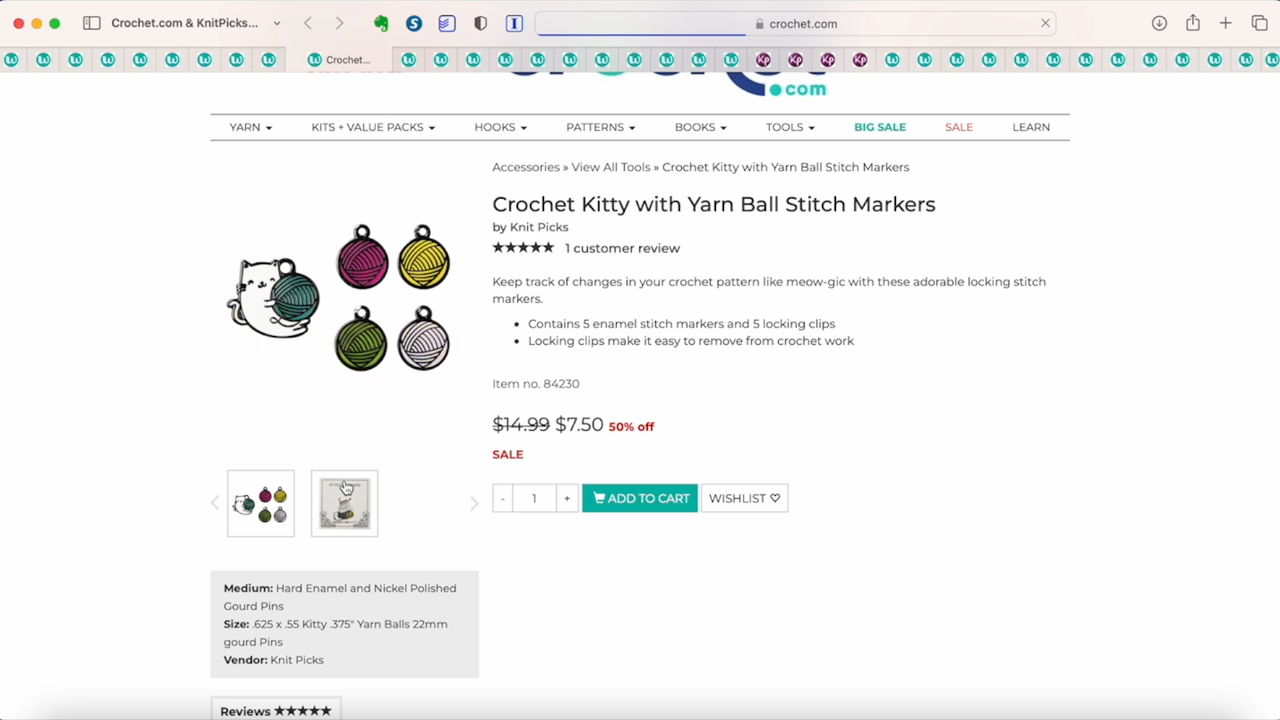 Crochet.com & KnitPicks...
crochet.com
Crochet...
.com
YARN
KITS + VALUE PACKS
HOOKS
PATTERNS
BOOKS
TOOLS
BIG SALE
SALE
LEARN
Accessories » View All Tools » Crochet Kitty with Yarn Ball Stitch Markers
Crochet Kitty with Yarn Ball Stitch Markers
by Knit Picks
★★★★★ 1 customer review
Keep track of changes in your crochet pattern like meow-gic with these adorable locking stitch
markers.
• Contains 5 enamel stitch markers and 5 locking clips
• Locking clips make it easy to remove from crochet work
Item no. 84230
$14.99 $7.50 50% off
SALE
- 1 + ADD TO CART WISHLIST
Medium: Hard Enamel and Nickel Polished
Gourd Pins
Size: .625 x .55 Kitty .375" Yarn Balls 22mm
gourd Pins
Vendor: Knit Picks
Reviews ★★★★★